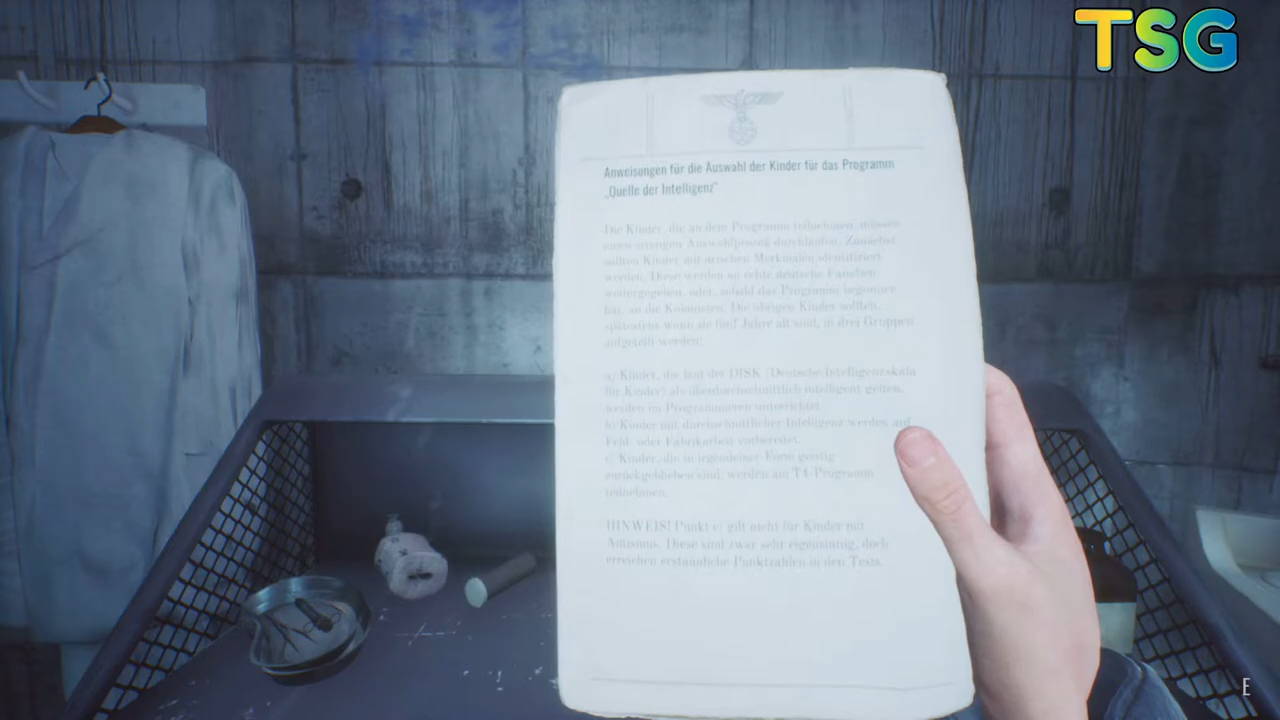 TSG
Anweisungen für die Auswahl der Kinder für das Programm
„Quelle der Intelligenz"
Die Kinder, die an dem Programm teilnehmen, müssen
einen strengen Auswahlprozeß durchlaufen. Zunächst
sollten Kinder mit arischen Merkmalen identifiziert
werden. Diese werden an echte deutsche Familien
weitergegeben, oder, sobald das Programm begonnen
hat, an die Kolonisten. Die übrigen Kinder sollten,
spätestens wenn sie fünf Jahre alt sind, in drei Gruppen
aufgeteilt werden:
a) Kinder, die laut der DISK (Deutsche Intelligenzskala
für Kinder) als überdurchschnittlich intelligent gelten,
werden im Programmieren unterrichtet.
b) Kinder mit durchschnittlicher Intelligenz werden auf
Feld- oder Fabrikarbeit vorbereitet.
c) Kinder, die in irgendeiner Form geistig
zurückgeblieben sind, werden am T4-Programm
teilnehmen.
HINWEIS! Punkt c) gilt nicht für Kinder mit
Autismus. Diese sind zwar sehr eigensinnig, doch
erreichen erstaunliche Punktzahlen in den Tests.
E